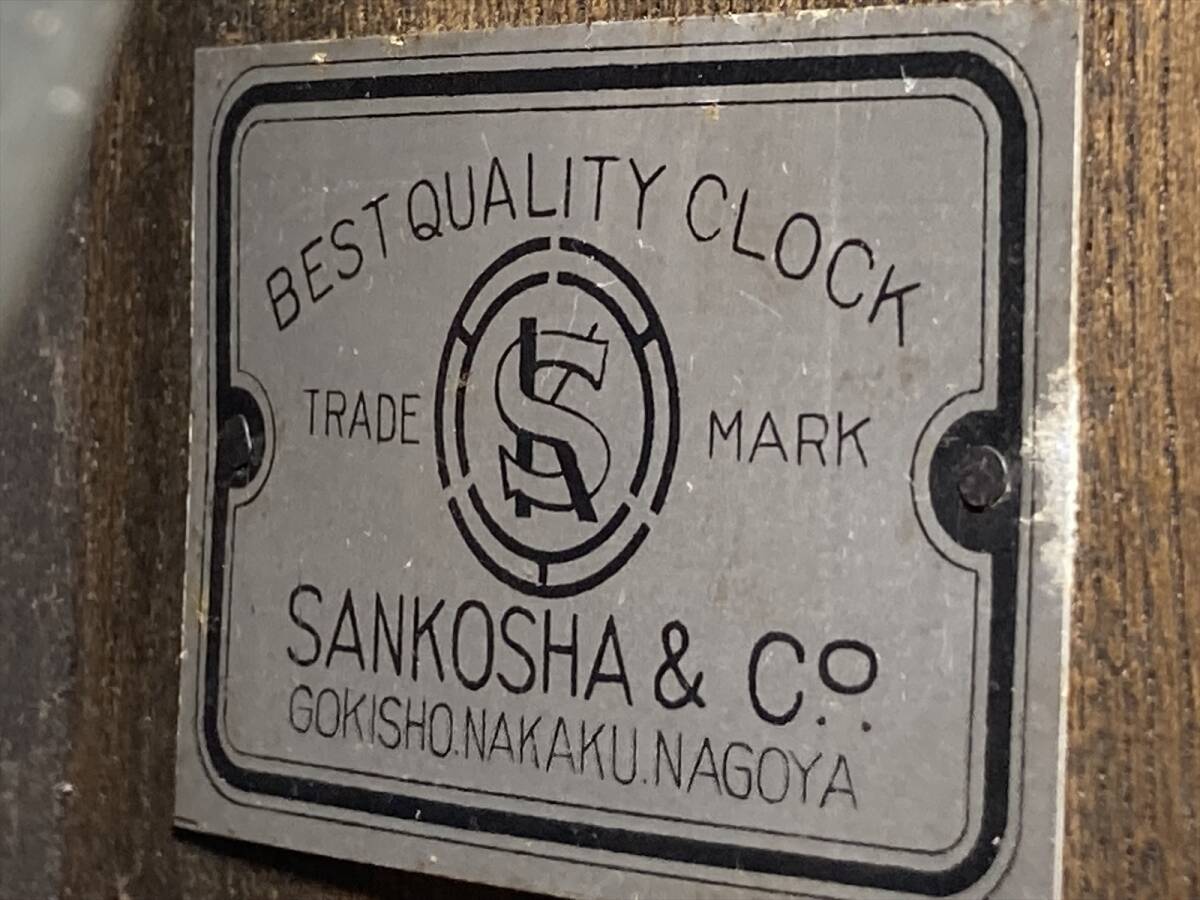 BEST QUALITY CLOCK
TRADE MARK
SANKOSHA & Co.
GOKISHO.NAKAKU.NAGOYA